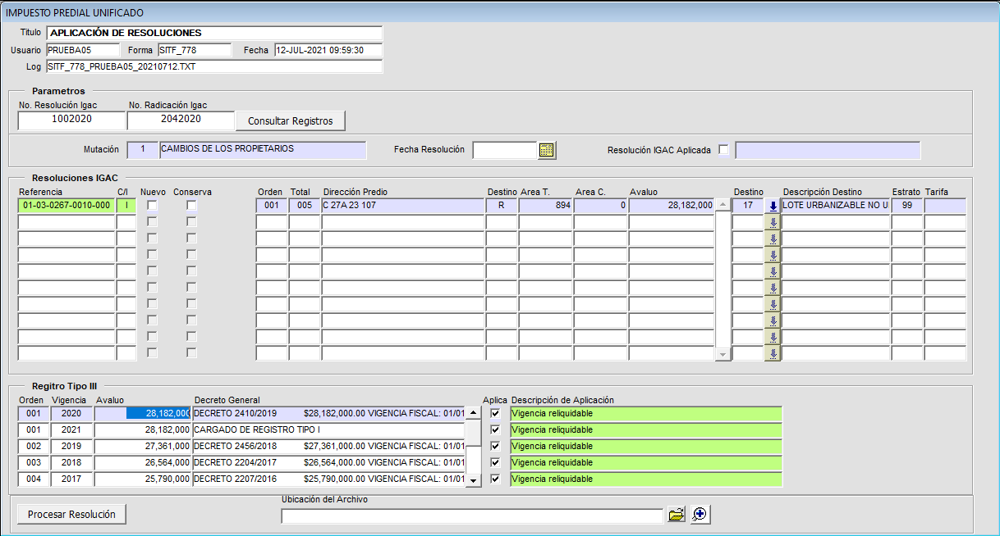 IMPUESTO PREDIAL UNIFICADO
Titulo APLICACIÓN DE RESOLUCIONES
Usuario PRUEBA05 Forma SITF_778 Fecha 12-JUL-2021 09:59:30
Log SITF_778_PRUEBA05_20210712.TXT
Parametros
No. Resolución Igac No. Radicación Igac
1002020 2042020 Consultar Registros
Mutación 1 CAMBIOS DE LOS PROPIETARIOS Fecha Resolución Resolución IGAC Aplicada
Resoluciones IGAC
Referencia C/I Nuevo Conserva Orden Total Dirección Predio Destino Area T. Area C. Avaluo Destino Descripción Destino Estrato Tarifa
01-03-0267-0010-000 I 001 005 C 27A 23 107 R 894 0 28,182,000 17 LOTE URBANIZABLE NO U 99
Regitro Tipo III
Orden Vigencia Avaluo Decreto General Aplica Descripción de Aplicación
001 2020 28,182,000 DECRETO 2410/2019 $28,182,000.00 VIGENCIA FISCAL: 01/01 Vigencia reliquidable
001 2021 28,182,000 CARGADO DE REGISTRO TIPO I Vigencia reliquidable
002 2019 27,361,000 DECRETO 2456/2018 $27,361,000.00 VIGENCIA FISCAL: 01/01 Vigencia reliquidable
003 2018 26,564,000 DECRETO 2204/2017 $26,564,000.00 VIGENCIA FISCAL: 01/01 Vigencia reliquidable
004 2017 25,790,000 DECRETO 2207/2016 $25,790,000.00 VIGENCIA FISCAL: 01/01 Vigencia reliquidable
Ubicación del Archivo
Procesar Resolución